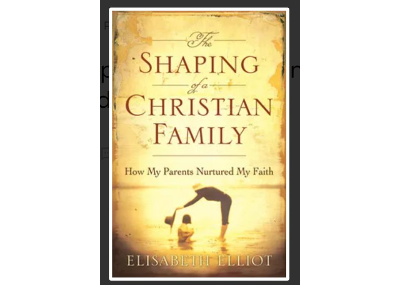 The
SHAPING
of a
CHRISTIAN
FAMILY
How My Parents Nurtured My Faith
ELISABETH ELLIOT